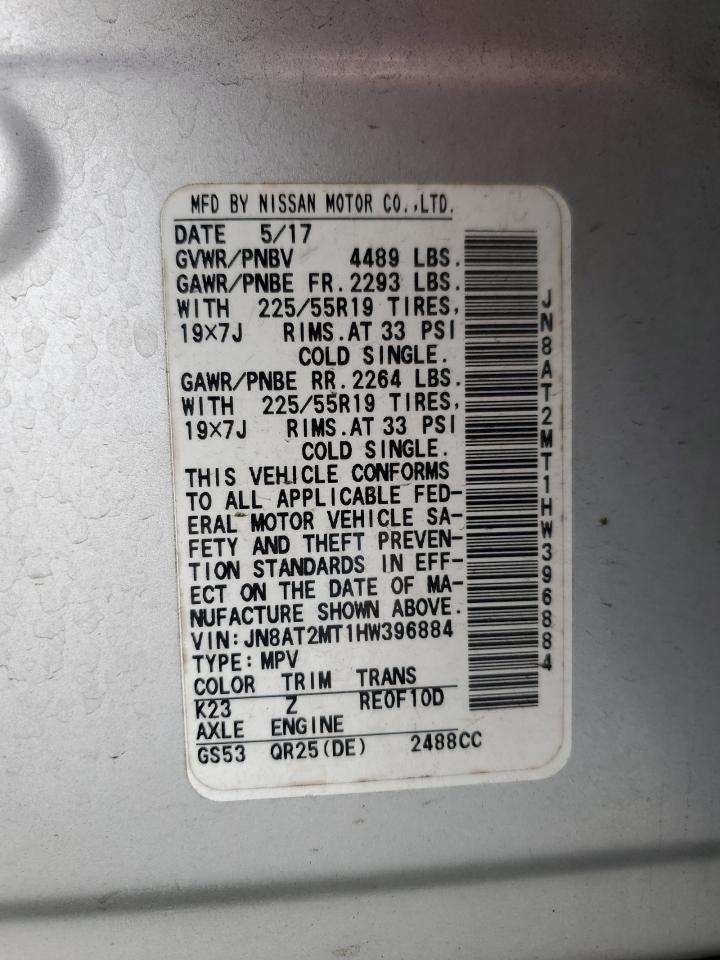 MFD BY NISSAN MOTOR CO.,LTD.
DATE 5/17
GVWR/PNBV 4489 LBS.
GAWR/PNBE FR. 2293 LBS.
WITH 225/55R19 TIRES,
19×7J RIMS.AT 33 PSI
COLD SINGLE.
GAWR/PNBE RR. 2264 LBS.
WITH 225/55R19 TIRES,
19×7J RIMS.AT 33 PSI
COLD SINGLE.
THIS VEHICLE CONFORMS
TO ALL APPLICABLE FED-
ERAL MOTOR VEHICLE SA-
FETY AND THEFT PREVEN-
TION STANDARDS IN EFF-
ECT ON THE DATE OF MA-
NUFACTURE SHOWN ABOVE.
VIN:JN8AT2MT1HW396884
TYPE:MPV
COLOR TRIM TRANS
K23 Z RE0F10D
AXLE ENGINE
GS53 QR25(DE) 2488CC
JN8AT2MT1HW396884